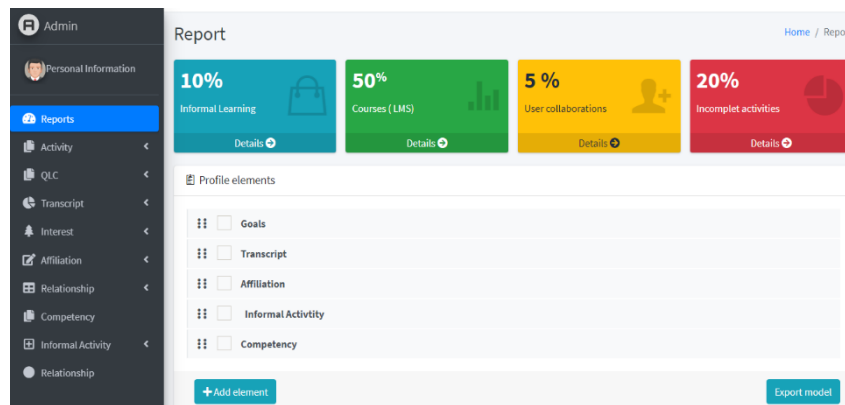 Admin
Personal Information
Reports
Activity
QLC
Transcript
Interest
Affiliation
Relationship
Competency
Informal Activity
Relationship
Report
Home / Repo
10%
Informal Learning
Details
50%
Courses ( LMS)
Details
5 %
User collaborations
Details
20%
Incomplet activities
Details
Profile elements
Goals
Transcript
Affiliation
Informal Activtity
Competency
+ Add element
Export model